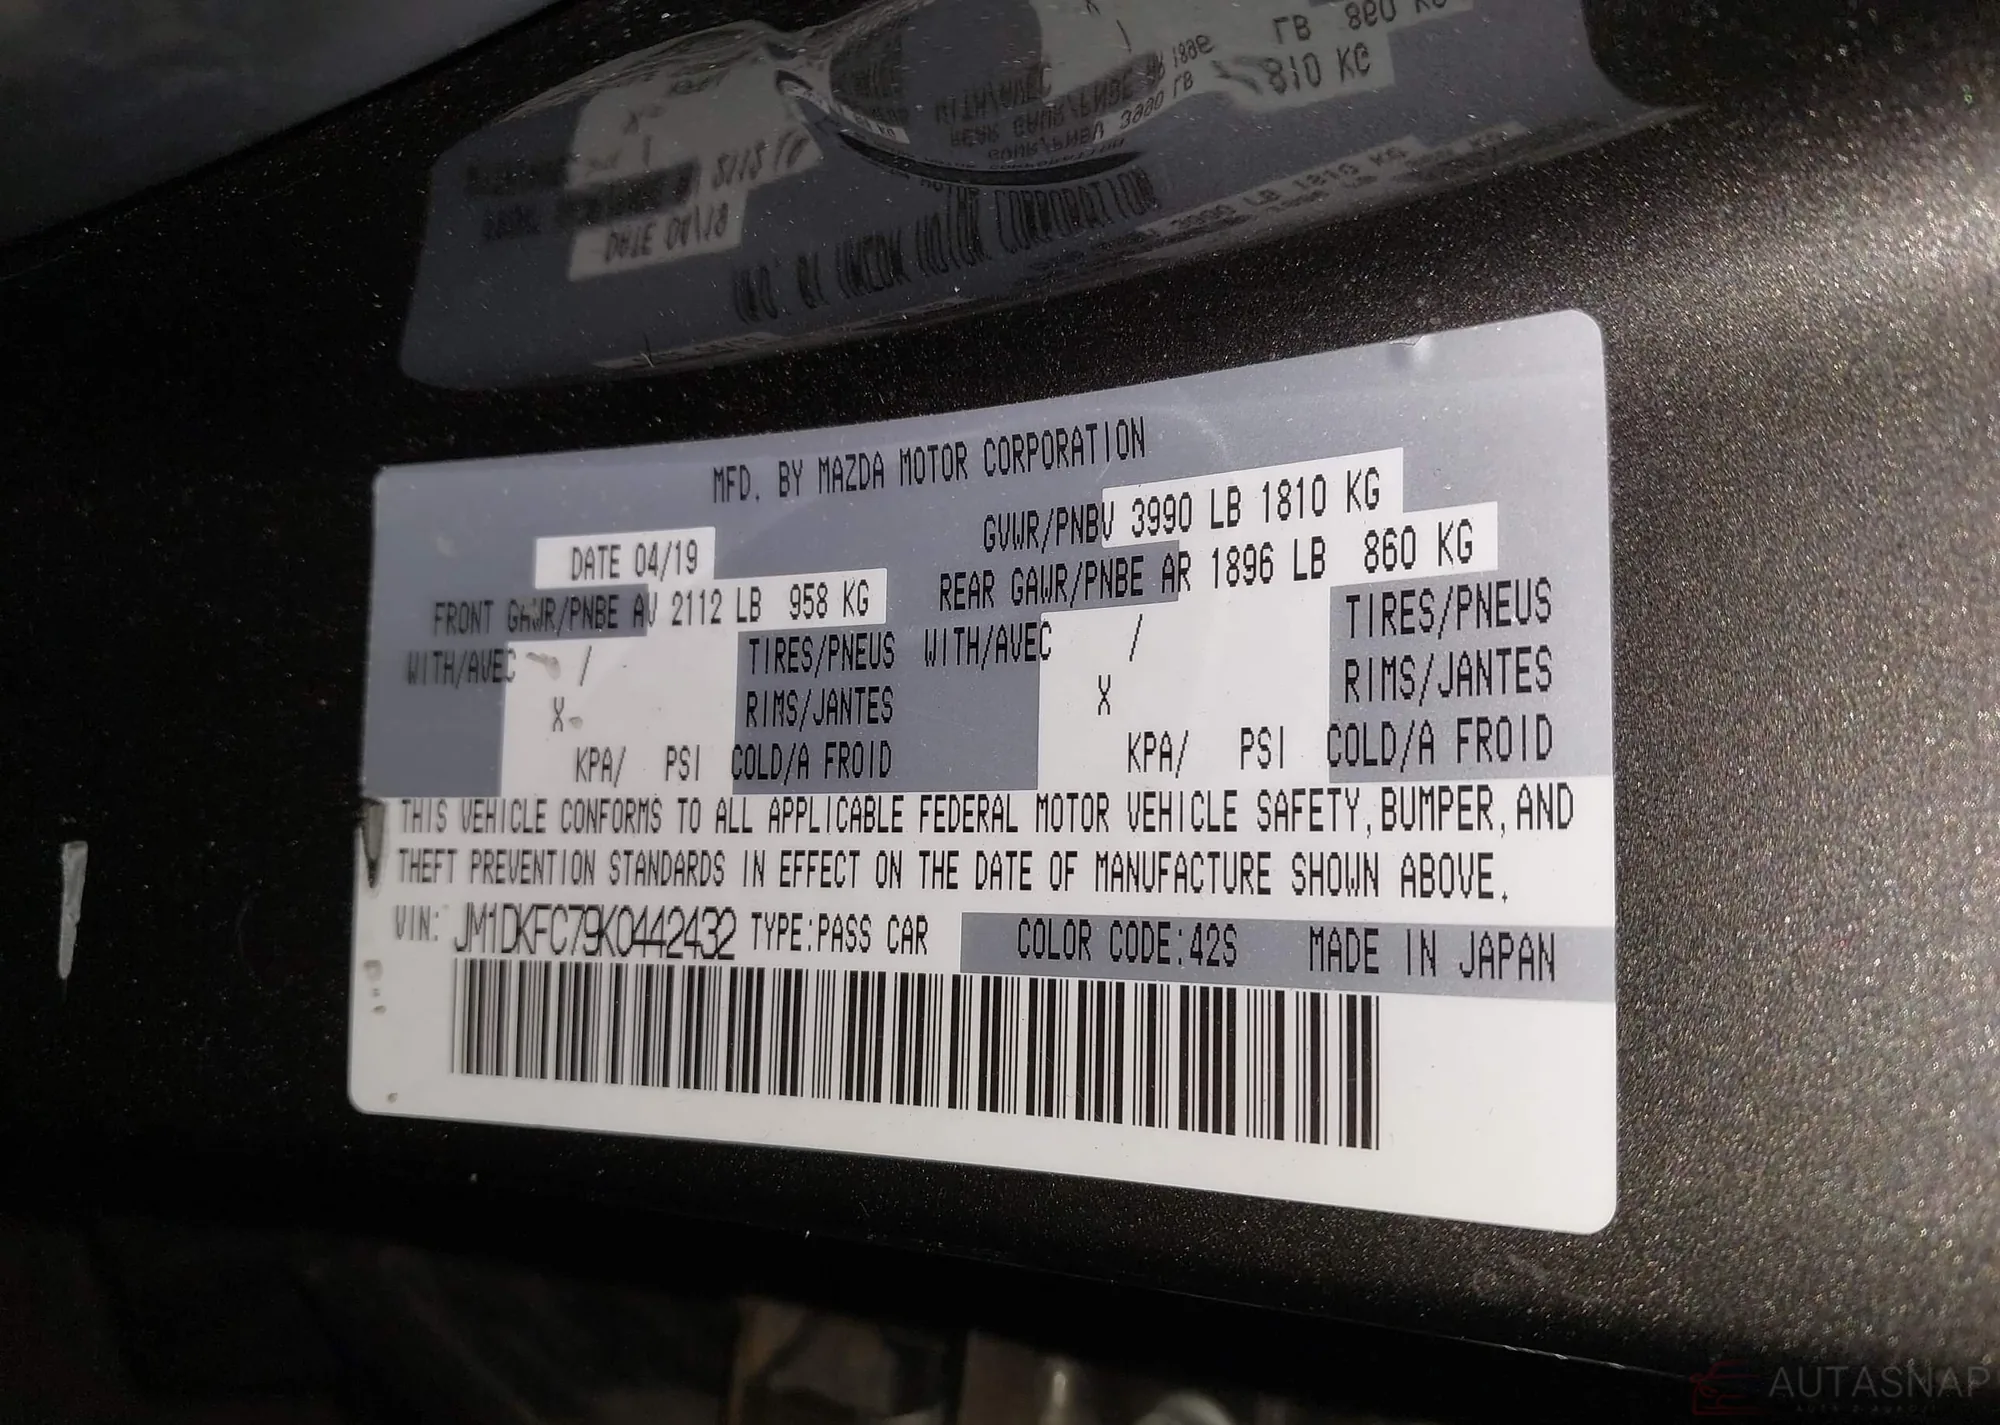 MFD. BY MAZDA MOTOR CORPORATION
DATE 04/19 GVWR/PNBV 3990 LB 1810 KG
FRONT GAWR/PNBE AV 2112 LB 958 KG REAR GAWR/PNBE AR 1896 LB 860 KG
WITH/AVEC / TIRES/PNEUS WITH/AVEC / TIRES/PNEUS
X RIMS/JANTES X RIMS/JANTES
KPA/ PSI COLD/A FROID KPA/ PSI COLD/A FROID
THIS VEHICLE CONFORMS TO ALL APPLICABLE FEDERAL MOTOR VEHICLE SAFETY, BUMPER, AND
THEFT PREVENTION STANDARDS IN EFFECT ON THE DATE OF MANUFACTURE SHOWN ABOVE.
VIN: JM1DKFC79K0442432 TYPE:PASS CAR COLOR CODE:42S MADE IN JAPAN
AUTASNAP